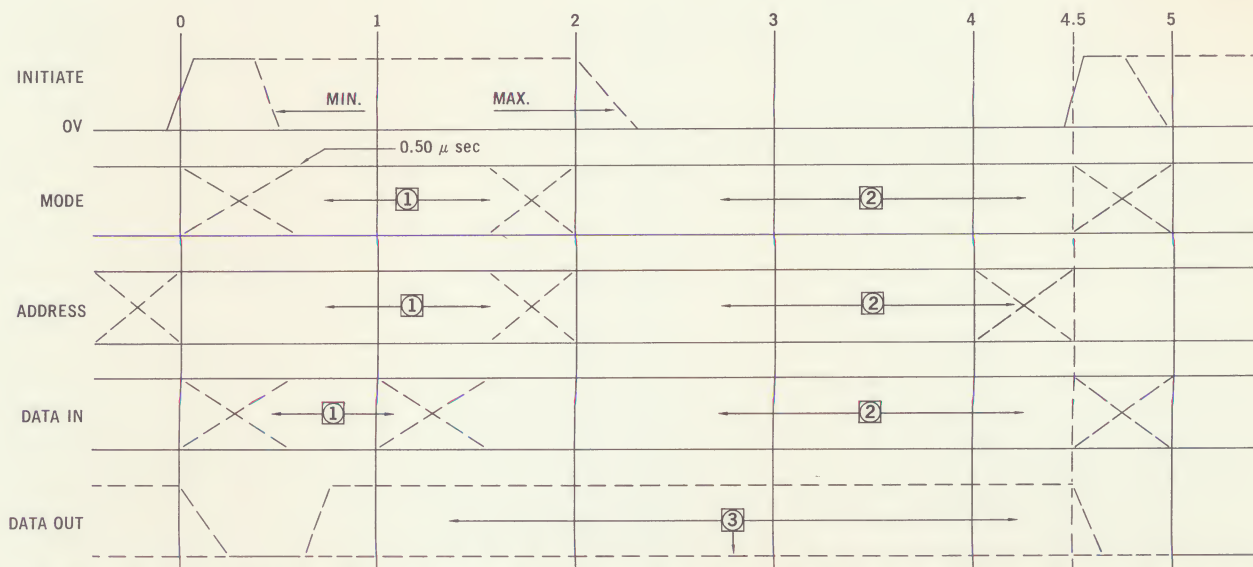 0 1 2 3 4 4.5 5
INITIATE
MIN. MAX.
OV
0.50 μ sec
MODE 1 2
ADDRESS 1 2
DATA IN 1 2
DATA OUT 3